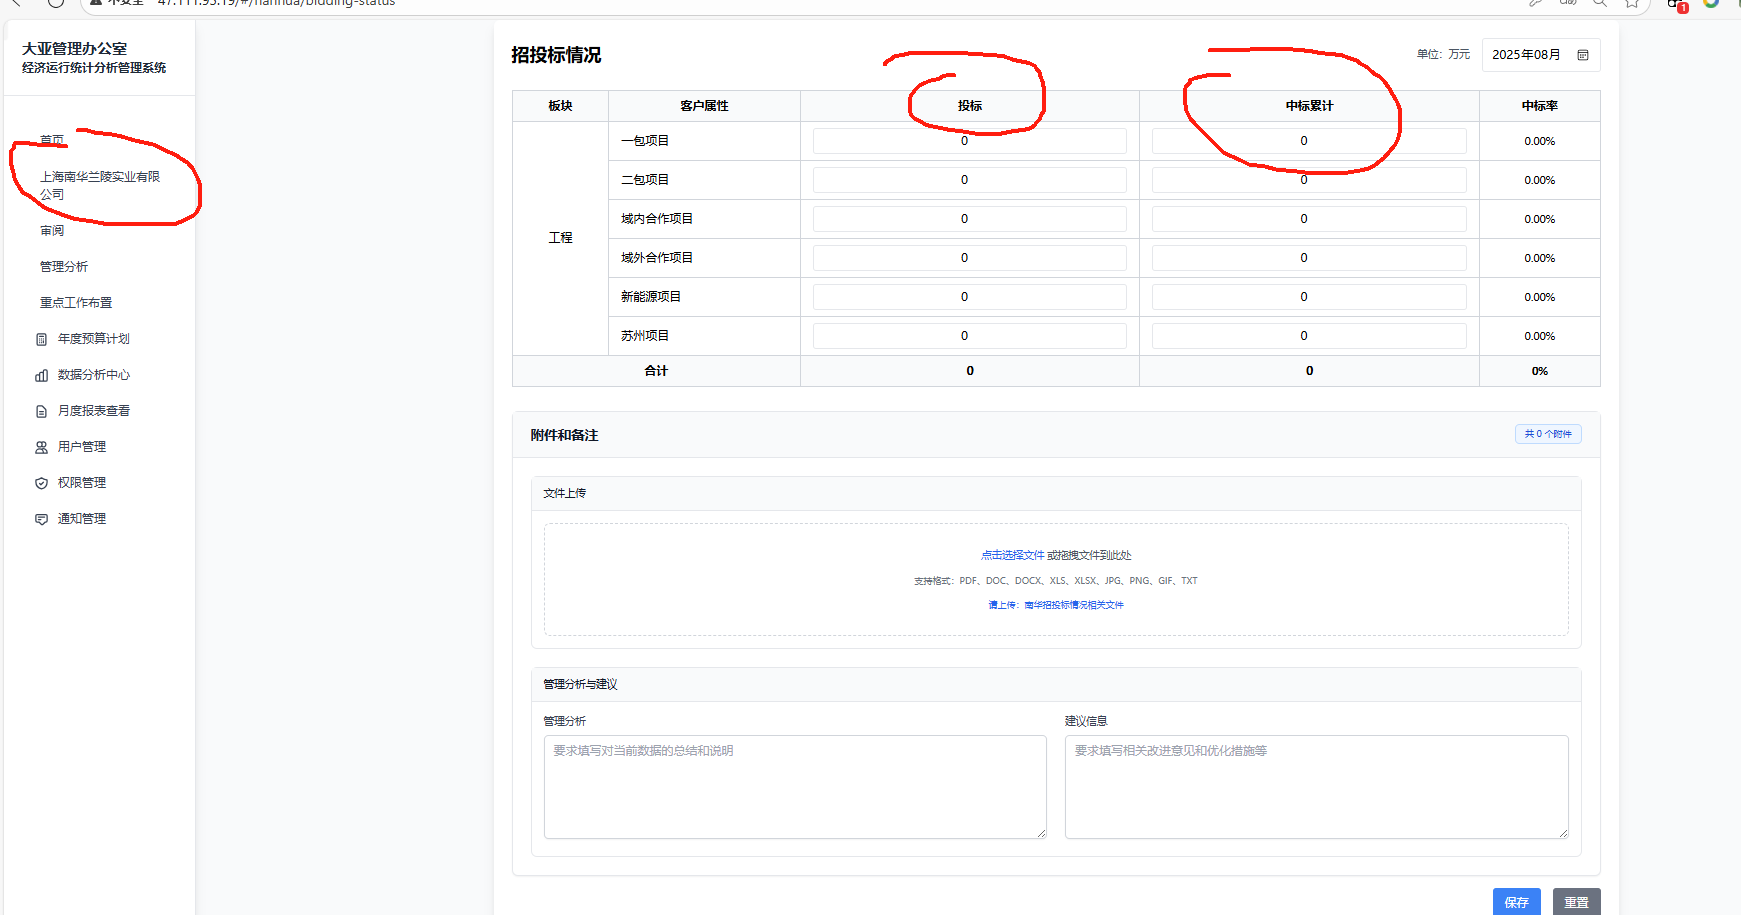 大亚管理办公室
经济运行统计分析管理系统
首页
上海南华兰陵实业有限
公司
审阅
管理分析
重点工作布置
年度预算计划
数据分析中心
月度报表查看
用户管理
权限管理
通知管理
招投标情况
单位：万元
2025年08月
板块 客户属性 投标 中标累计 中标率
工程
一包项目 0 0 0.00%
二包项目 0 0 0.00%
域内合作项目 0 0 0.00%
域外合作项目 0 0 0.00%
新能源项目 0 0 0.00%
苏州项目 0 0 0.00%
合计 0 0 0%
附件和备注
共 0 个附件
文件上传
点击选择文件 或拖拽文件到此处
支持格式：PDF、DOC、DOCX、XLS、XLSX、JPG、PNG、GIF、TXT
请上传：南华招投标情况相关文件
管理分析与建议
管理分析
要求填写对当前数据的总结和说明
建议信息
要求填写相关改进意见和优化措施等
保存
重置